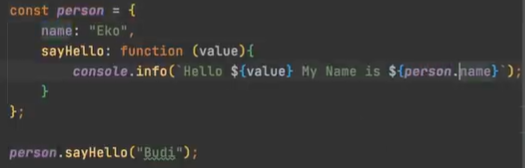 const person = {
    name: "Eko",
    sayHello: function (value){
        console.info(`Hello ${value} My Name is ${person.name}`);
    }
};
person.sayHello("Budi");